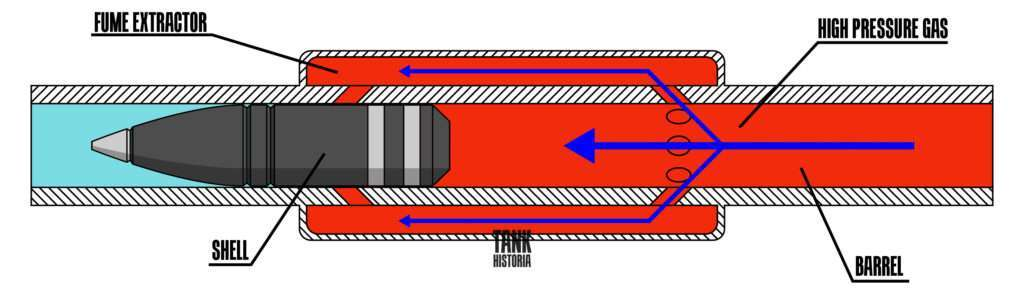 FUME EXTRACTOR
HIGH PRESSURE GAS
SHELL
TANK
HISTORIA
BARREL